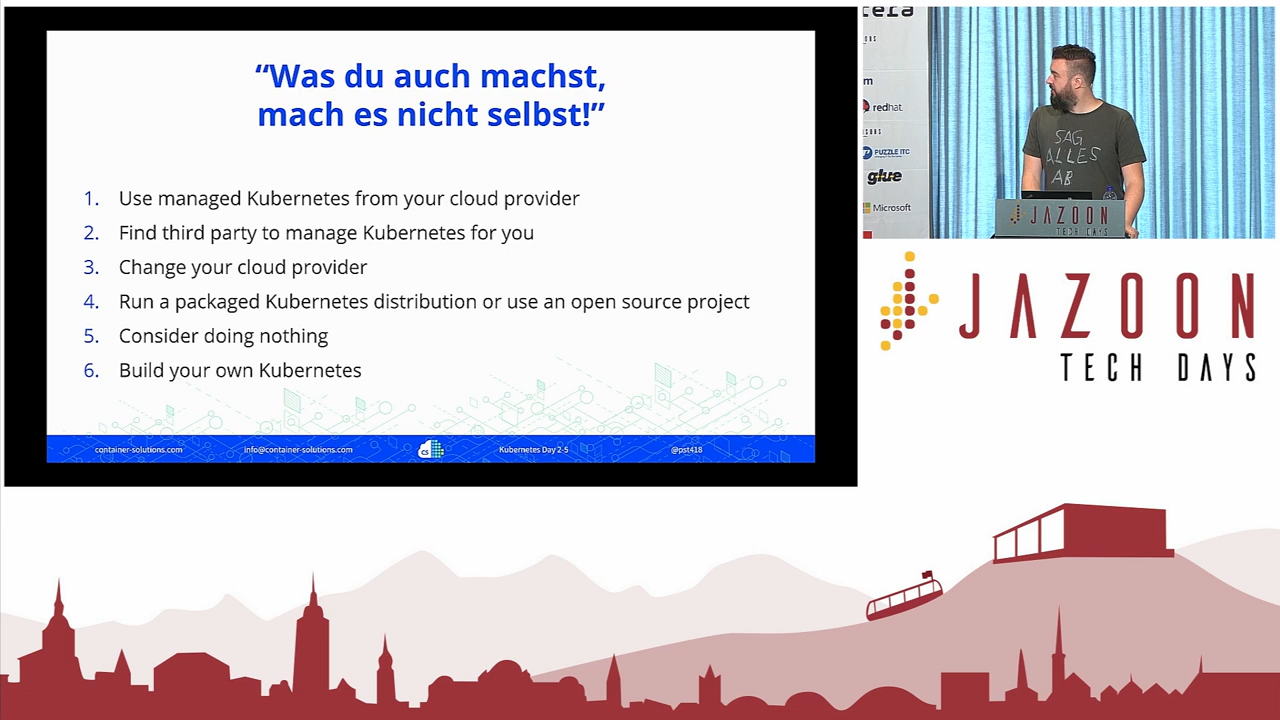 “Was du auch machst,
mach es nicht selbst!”
1. Use managed Kubernetes from your cloud provider
2. Find third party to manage Kubernetes for you
3. Change your cloud provider
4. Run a packaged Kubernetes distribution or use an open source project
5. Consider doing nothing
6. Build your own Kubernetes
container-solutions.com info@container-solutions.com cs Kubernetes Day 2-5 @pst418
redhat.
PUZZLE ITC
glue
Microsoft
SAG
ALLES
AB
JAZOON
TECH DAYS
JAZOON
TECH DAYS